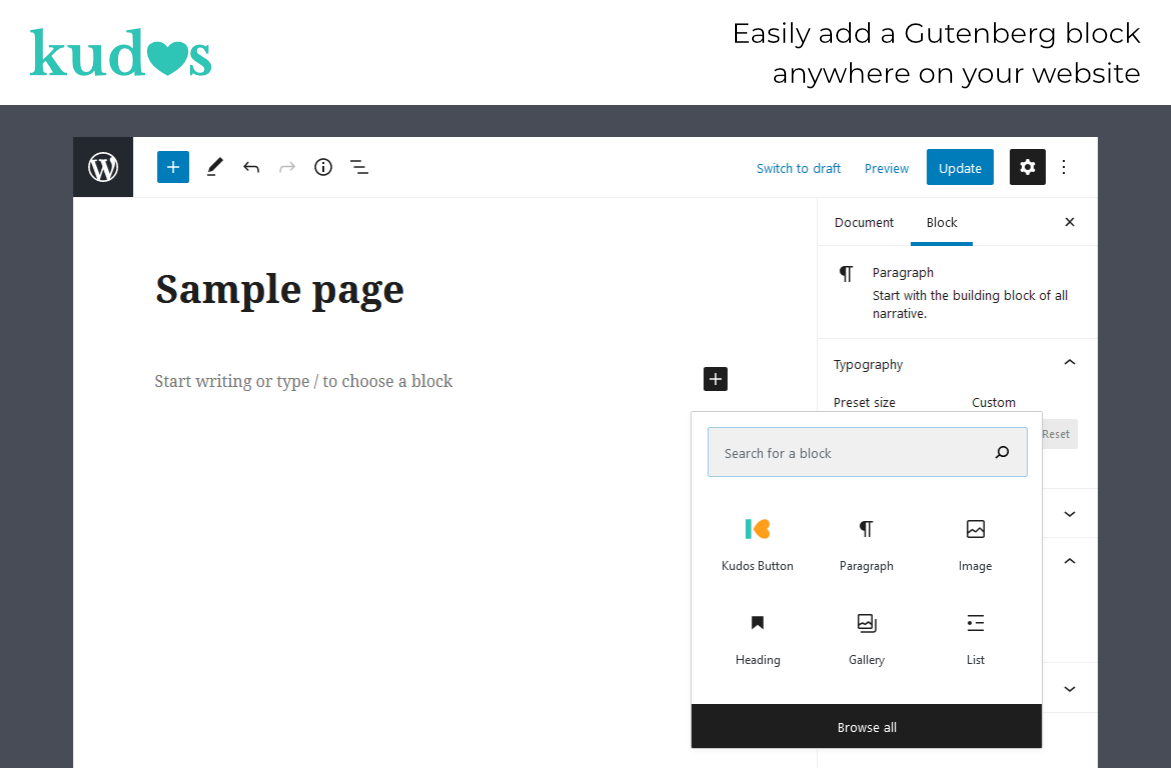 kudos
Easily add a Gutenberg block
anywhere on your website
Switch to draft
Preview
Update
Document
Block
Sample page
Paragraph
Start with the building block of all
narrative.
Start writing or type / to choose a block
Typography
Preset size
Custom
Reset
Search for a block
Kudos Button
Paragraph
Image
Heading
Gallery
List
Browse all